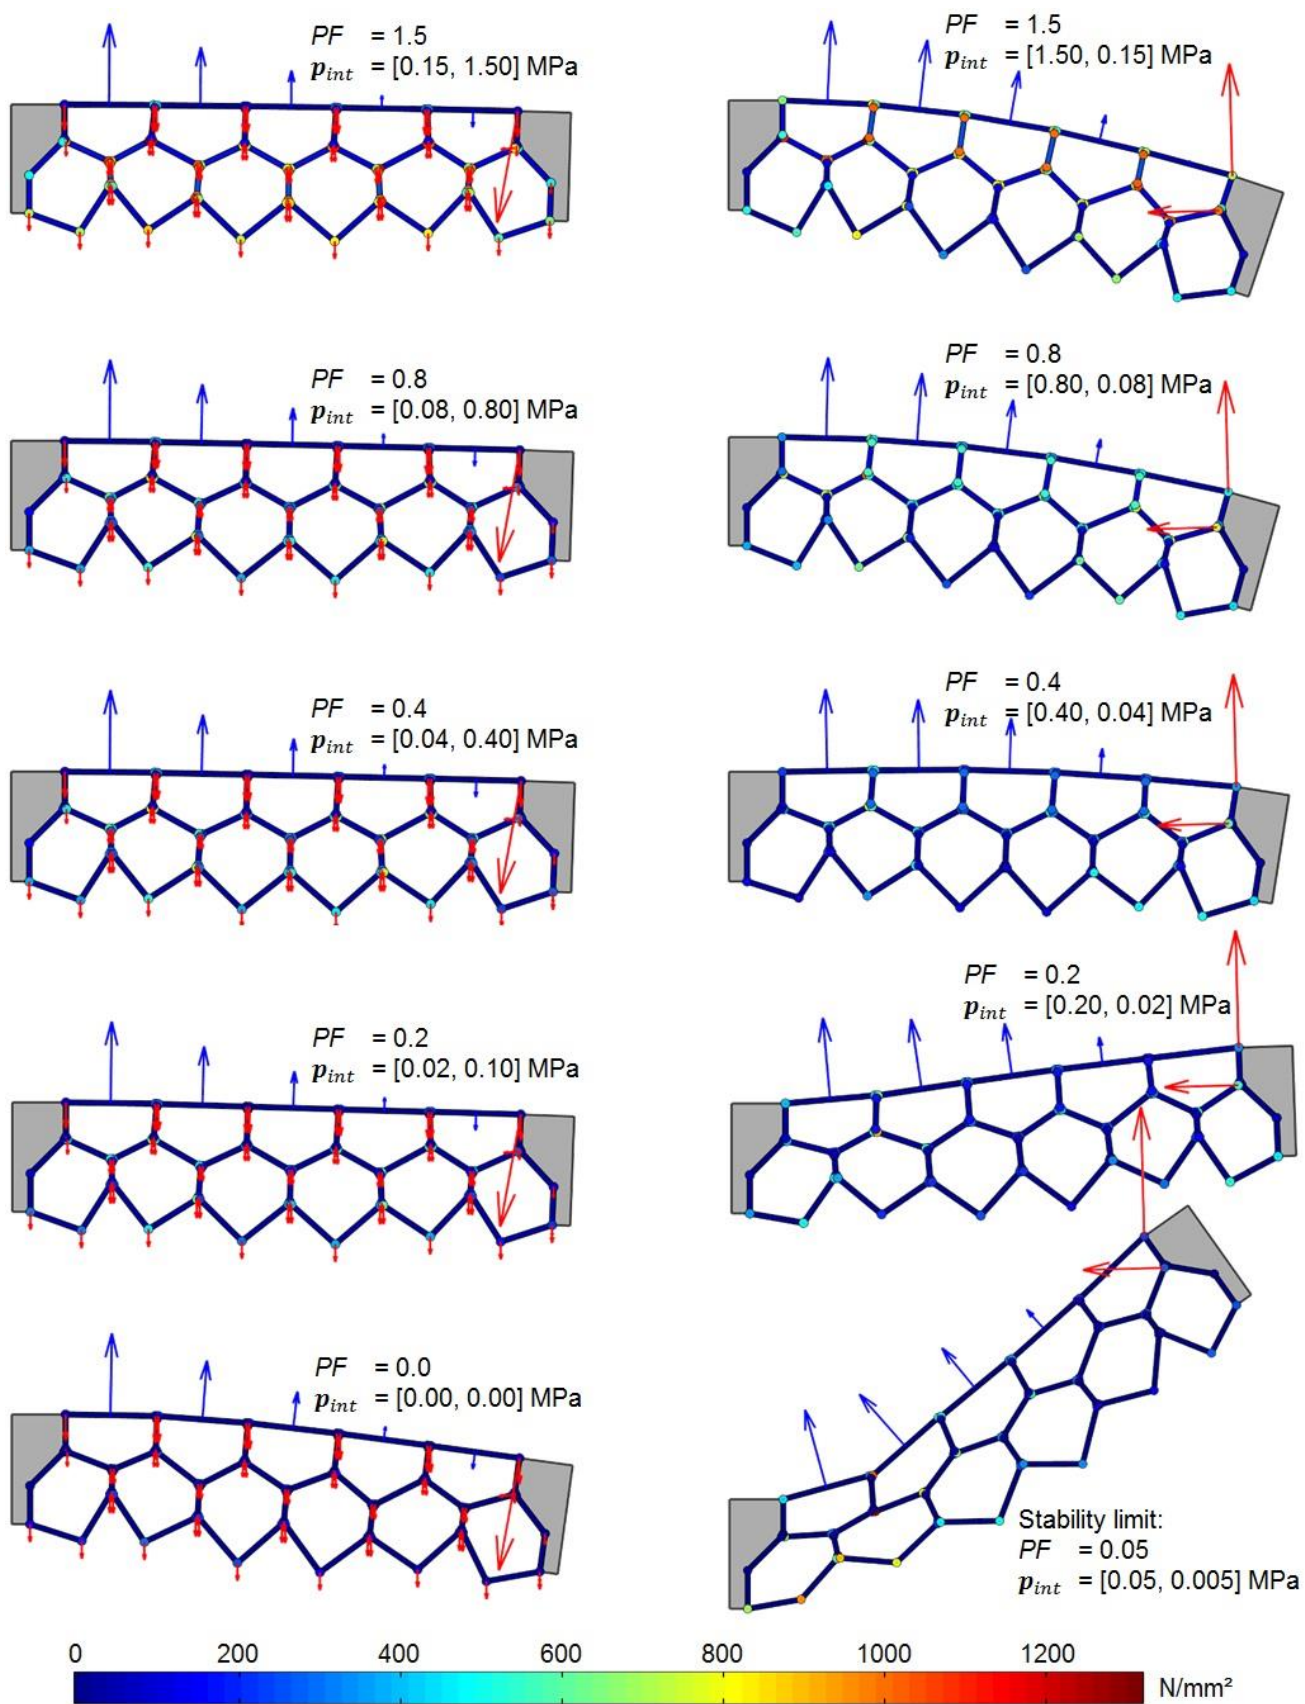 PF = 1.5
p_int = [0.15, 1.50] MPa
PF = 1.5
p_int = [1.50, 0.15] MPa
PF = 0.8
p_int = [0.08, 0.80] MPa
PF = 0.8
p_int = [0.80, 0.08] MPa
PF = 0.4
p_int = [0.04, 0.40] MPa
PF = 0.4
p_int = [0.40, 0.04] MPa
PF = 0.2
p_int = [0.02, 0.10] MPa
PF = 0.2
p_int = [0.20, 0.02] MPa
PF = 0.0
p_int = [0.00, 0.00] MPa
Stability limit:
PF = 0.05
p_int = [0.05, 0.005] MPa
0 200 400 600 800 1000 1200
N/mm²